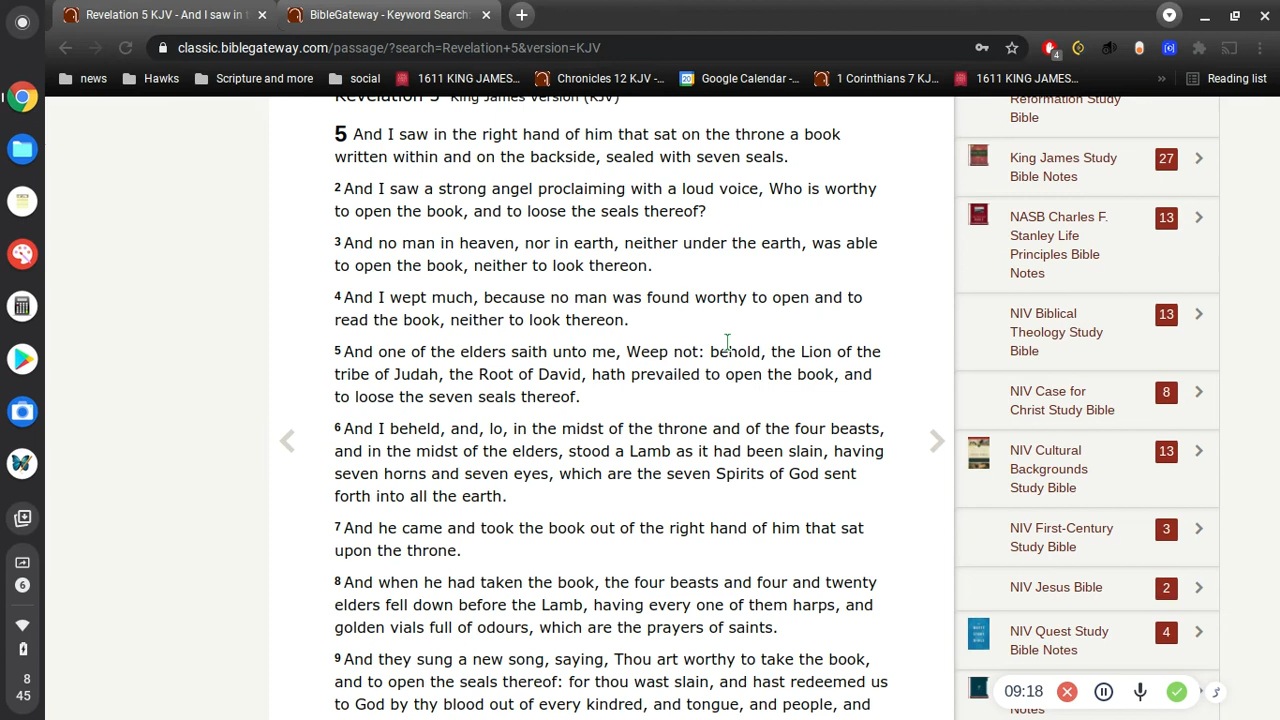 Revelation 5 KJV - And I saw in t
BibleGateway - Keyword Search:
classic.biblegateway.com/passage/?search=Revelation+5&version=KJV
4
news
Hawks
Scripture and more
social
1611 KING JAMES...
Chronicles 12 KJV -...
20
Google Calendar -...
1 Corinthians 7 KJ...
1611 KING JAMES...
»
Reading list
Revelation 5 King James Version (KJV)
5 And I saw in the right hand of him that sat on the throne a book
written within and on the backside, sealed with seven seals.
2 And I saw a strong angel proclaiming with a loud voice, Who is worthy
to open the book, and to loose the seals thereof?
3 And no man in heaven, nor in earth, neither under the earth, was able
to open the book, neither to look thereon.
4 And I wept much, because no man was found worthy to open and to
read the book, neither to look thereon.
5 And one of the elders saith unto me, Weep not: behold, the Lion of the
tribe of Judah, the Root of David, hath prevailed to open the book, and
to loose the seven seals thereof.
6 And I beheld, and, lo, in the midst of the throne and of the four beasts,
and in the midst of the elders, stood a Lamb as it had been slain, having
seven horns and seven eyes, which are the seven Spirits of God sent
forth into all the earth.
7 And he came and took the book out of the right hand of him that sat
upon the throne.
8 And when he had taken the book, the four beasts and four and twenty
elders fell down before the Lamb, having every one of them harps, and
golden vials full of odours, which are the prayers of saints.
9 And they sung a new song, saying, Thou art worthy to take the book,
and to open the seals thereof: for thou wast slain, and hast redeemed us
to God by thy blood out of every kindred, and tongue, and people, and
Reformation Study
Bible
King James Study
Bible Notes
27
NASB Charles F.
Stanley Life
Principles Bible
Notes
13
NIV Biblical
Theology Study
Bible
13
NIV Case for
Christ Study Bible
8
NIV Cultural
Backgrounds
Study Bible
13
NIV First-Century
Study Bible
3
NIV Jesus Bible
2
NIV Quest Study
Bible Notes
4
Notes
09:18
6
8
45